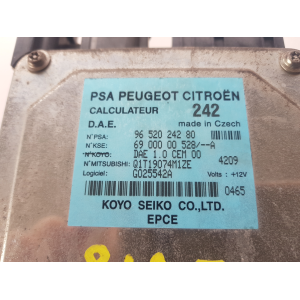 PSA PEUGEOT CITROËN
CALCULATEUR 242
D.A.E. made in Czech
N°PSA: 96 520 242 80
N°KSE: 69 000 00 528/--A
N°KOYO: DAE 1.0 CEM 00
N°MITSUBISHI: Q1T19074M1ZE 4209
Logiciel: G025542A Volts: +12V
0465
KOYO SEIKO CO.,LTD.
EPCE